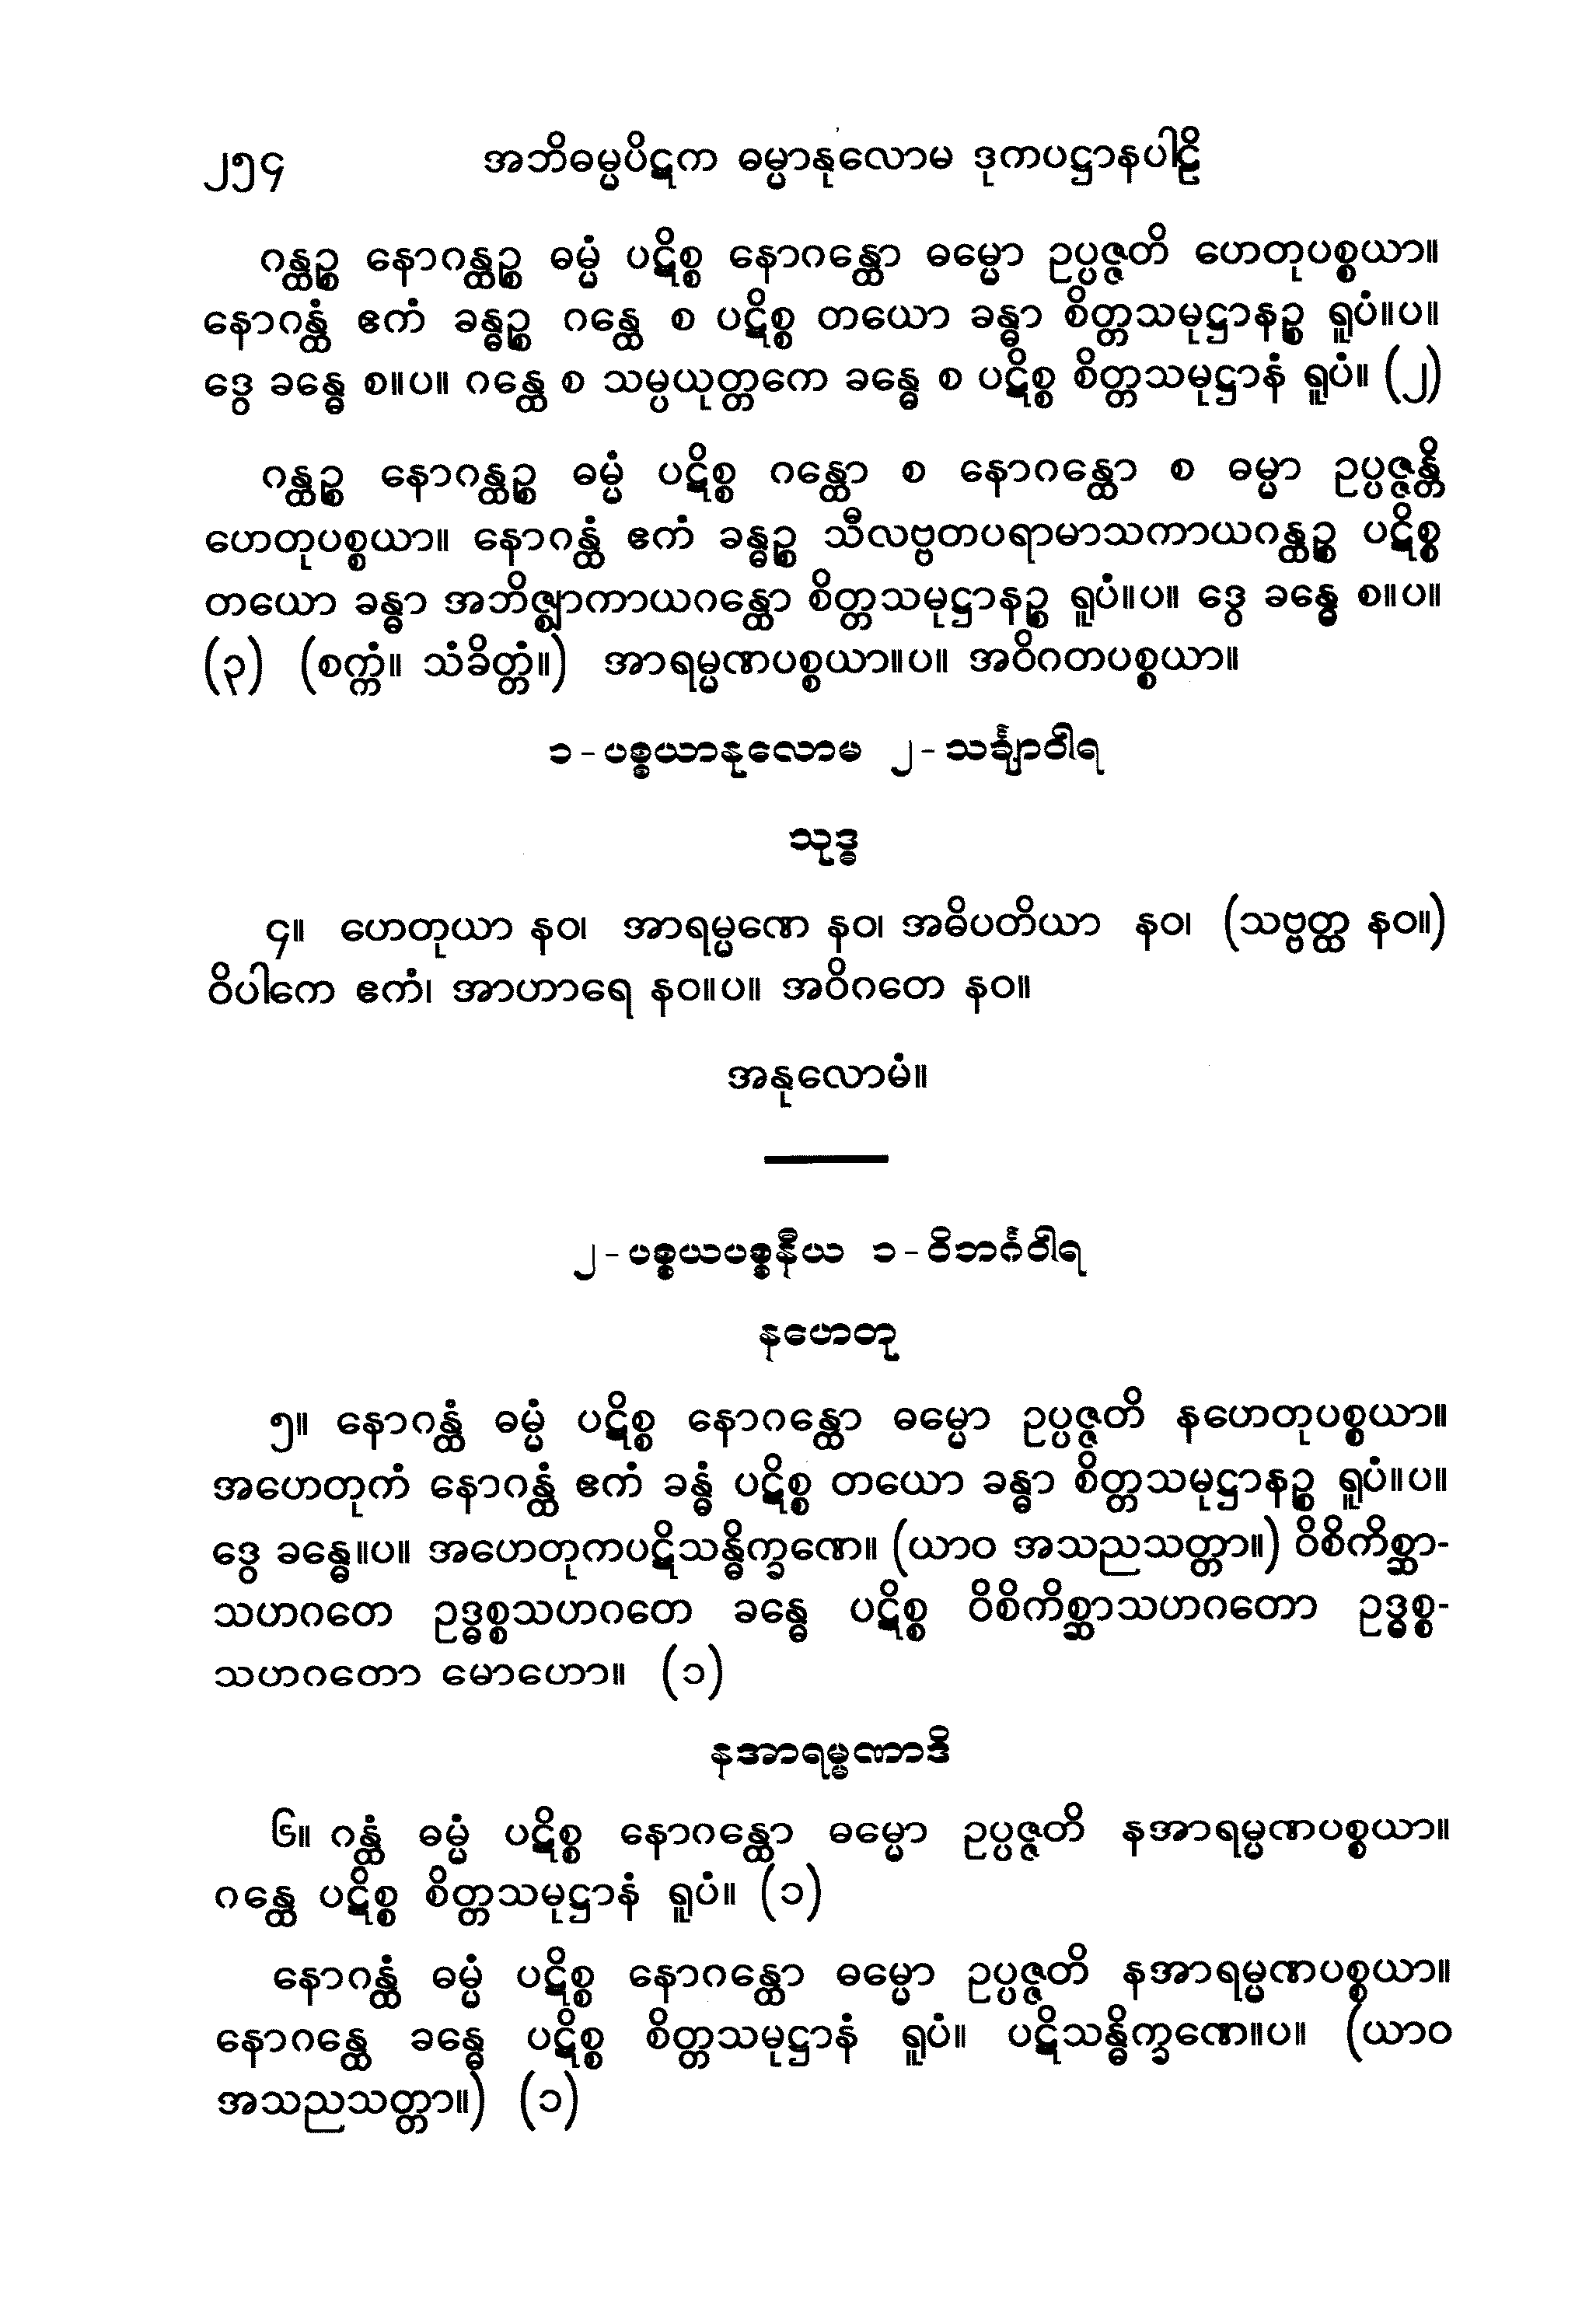 ၂၅၄ အဘိဓမ္မပိဋက ဓမ္မာနုလောမ ဒုကပဋ္ဌာနပါဠိ
ဂန္ထဉ္စ နောဂန္ထဉ္စ ဓမ္မံ ပဋိစ္စ နောဂန္ထော ဓမ္မော ဥပ္ပဇ္ဇတိ ဟေတုပစ္စယာ။
နောဂန္ထံ ဧကံ ခန္ဓဉ္စ ဂန္ထေ စ ပဋိစ္စ တယော ခန္ဓာ စိတ္တသမုဋ္ဌာနဉ္စ ရူပံ။ပ။
ဒွေ ခန္ဓေ စ။ပ။ ဂန္ထေ စ သမ္ပယုတ္တကေ ခန္ဓေ စ ပဋိစ္စ စိတ္တသမုဋ္ဌာနံ ရူပံ။ (၂)
ဂန္ထဉ္စ နောဂန္ထဉ္စ ဓမ္မံ ပဋိစ္စ ဂန္ထော စ နောဂန္ထော စ ဓမ္မာ ဥပ္ပဇ္ဇန္တိ
ဟေတုပစ္စယာ။ နောဂန္ထံ ဧကံ ခန္ဓဉ္စ သီလဗ္ဗတပရာမာသကာယဂန္ထဉ္စ ပဋိစ္စ
တယော ခန္ဓာ အဘိဇ္ဈာကာယဂန္ထော စိတ္တသမုဋ္ဌာနဉ္စ ရူပံ။ပ။ ဒွေ ခန္ဓေ စ။ပ။
(၃) (စက္ကံ။ သံခိတ္တံ။) အာရမ္မဏပစ္စယာ။ပ။ အဝိဂတပစ္စယာ။
၁-ပစ္စယာနုလောမ ၂-သင်္ချာဝါရ
သုဒ္ဓ
၄။ ဟေတုယာ နဝ၊ အာရမ္မဏေ နဝ၊ အဓိပတိယာ နဝ၊ (သဗ္ဗတ္ထ နဝ။)
ဝိပါကေ ဧကံ၊ အာဟာရေ နဝ။ပ။ အဝိဂတေ နဝ။
အနုလောမံ။
၂-ပစ္စယပစ္စနီယ ၁-ဝိဘင်္ဂဝါရ
နဟေတု
၅။ နောဂန္ထံ ဓမ္မံ ပဋိစ္စ နောဂန္ထော ဓမ္မော ဥပ္ပဇ္ဇတိ နဟေတုပစ္စယာ။
အဟေတုကံ နောဂန္ထံ ဧကံ ခန္ဓံ ပဋိစ္စ တယော ခန္ဓာ စိတ္တသမုဋ္ဌာနဉ္စ ရူပံ။ပ။
ဒွေ ခန္ဓေ။ပ။ အဟေတုကပဋိသန္ဓိက္ခဏေ။ (ယာဝ အသညသတ္တာ။) ဝိစိကိစ္ဆာ-
သဟဂတေ ဥဒ္ဓစ္စသဟဂတေ ခန္ဓေ ပဋိစ္စ ဝိစိကိစ္ဆာသဟဂတော ဥဒ္ဓစ္စ-
သဟဂတော မောဟော။ (၁)
နအာရမ္မဏာဒိ
၆။ ဂန္ထံ ဓမ္မံ ပဋိစ္စ နောဂန္ထော ဓမ္မော ဥပ္ပဇ္ဇတိ နအာရမ္မဏပစ္စယာ။
ဂန္ထေ ပဋိစ္စ စိတ္တသမုဋ္ဌာနံ ရူပံ။ (၁)
နောဂန္ထံ ဓမ္မံ ပဋိစ္စ နောဂန္ထော ဓမ္မော ဥပ္ပဇ္ဇတိ နအာရမ္မဏပစ္စယာ။
နောဂန္ထေ ခန္ဓေ ပဋိစ္စ စိတ္တသမုဋ္ဌာနံ ရူပံ။ ပဋိသန္ဓိက္ခဏေ။ပ။ (ယာဝ
အသညသတ္တာ။) (၁)